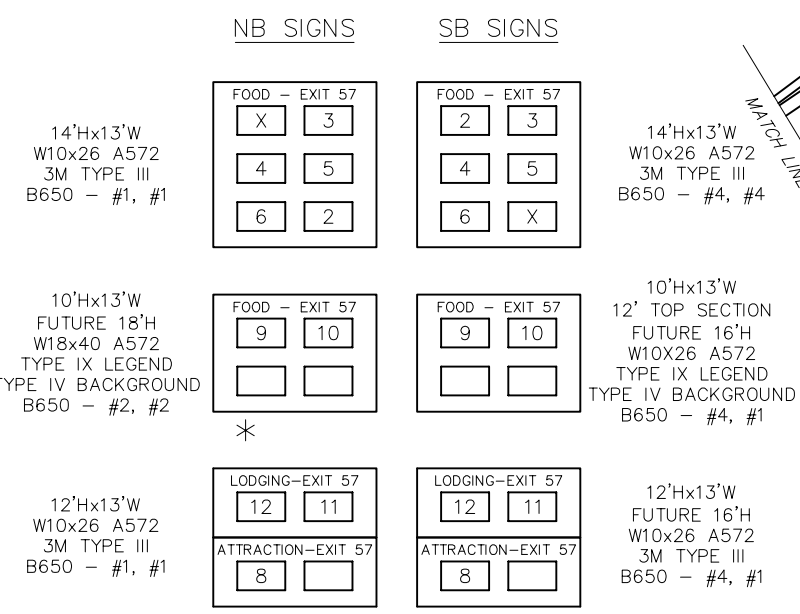 NB SIGNS
SB SIGNS
14'Hx13'W
W10x26 A572
3M TYPE III
B650 – #1, #1
FOOD – EXIT 57
X 3
4 5
6 2
FOOD – EXIT 57
2 3
4 5
6 X
14'Hx13'W
W10x26 A572
3M TYPE III
B650 – #4, #4
MATCH LINE
10'Hx13'W
FUTURE 18'H
W18x40 A572
TYPE IX LEGEND
TYPE IV BACKGROUND
B650 – #2, #2
FOOD – EXIT 57
9 10
*
FOOD – EXIT 57
9 10
10'Hx13'W
12' TOP SECTION
FUTURE 16'H
W10X26 A572
TYPE IX LEGEND
TYPE IV BACKGROUND
B650 – #4, #1
12'Hx13'W
W10x26 A572
3M TYPE III
B650 – #1, #1
LODGING–EXIT 57
12 11
ATTRACTION–EXIT 57
8
LODGING–EXIT 57
12 11
ATTRACTION–EXIT 57
8
12'Hx13'W
FUTURE 16'H
W10x26 A572
3M TYPE III
B650 – #4, #1